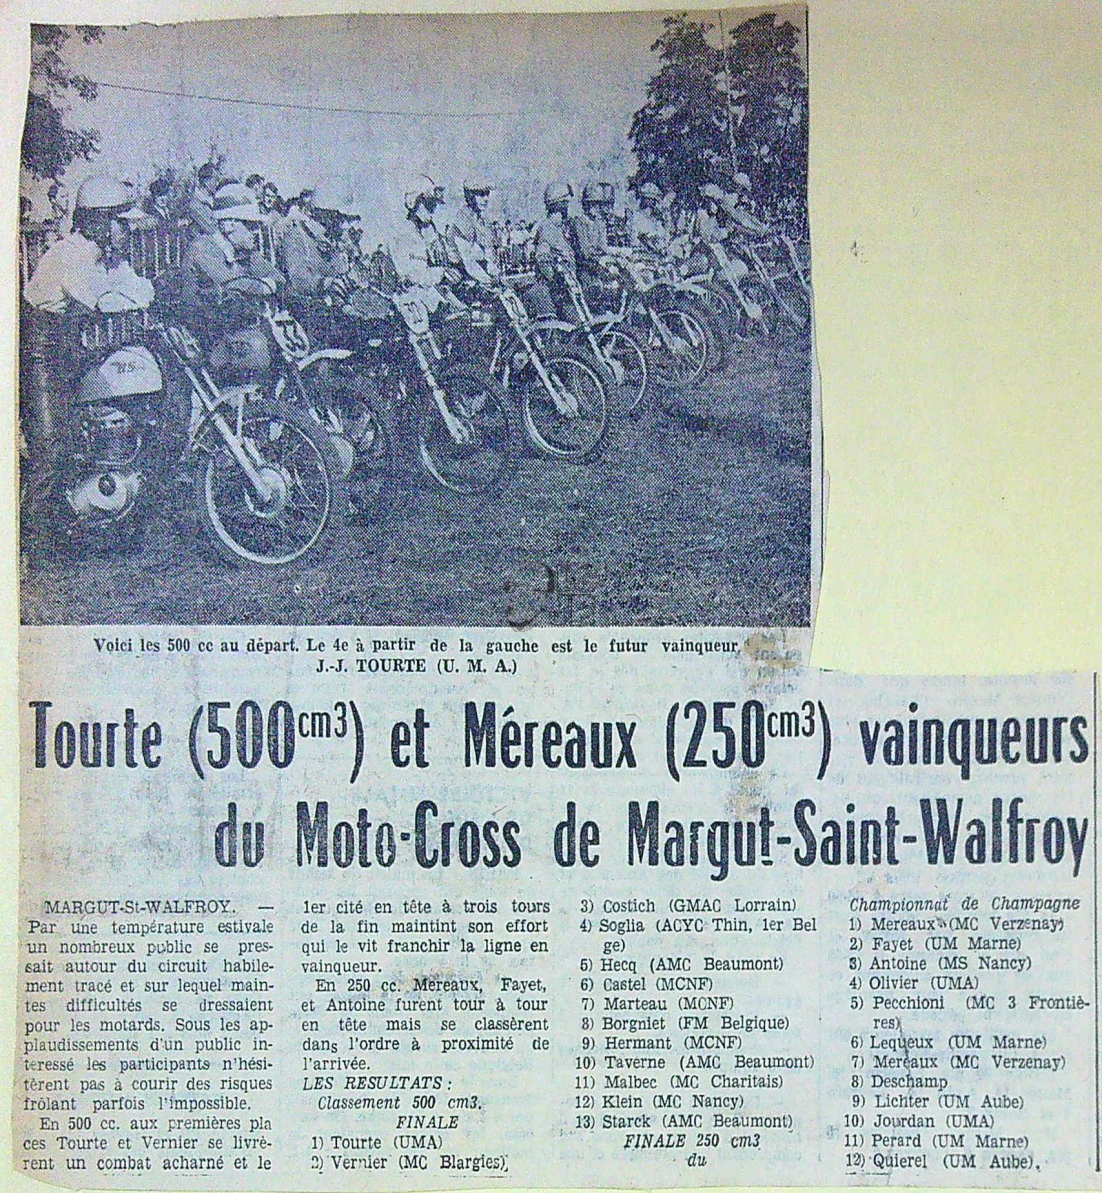 Voici les 500 cc au départ. Le 4e à partir de la gauche est le futur vainqueur
J.-J. TOURTE (U. M. A.)
Tourte (500cm3) et Méreaux (250cm3) vainqueurs
du Moto-Cross de Margut-Saint-Walfroy
MARGUT-St-WALFROY. —
Par une température estivale
un nombreux public se pres-
sait autour du circuit habile-
ment tracé et sur lequel main-
tes difficultés se dressaient
pour les motards. Sous les ap-
plaudissements d'un public in-
téressé les participants n'hési-
tèrent pas à courir des risques
frôlant parfois l'impossible.
En 500 cc. aux premières pla
ces Tourte et Vernier se livrè-
rent un combat acharné et le
1er cité en tête à trois tours
de la fin maintint son effort
qui le vit franchir la ligne en
vainqueur.
En 250 cc. Méreaux, Fayet,
et Antoine furent tour à tour
en tête mais se classèrent
dans l'ordre à proximité de
l'arrivée.
LES RESULTATS :
Classement 500 cm3.
FINALE
1) Tourte (UMA)
2) Vernier (MC Blargies)
3) Costich (GMAC Lorrain)
4) Soglia (ACYC Thin, 1er Bel
ge)
5) Hecq (AMC Beaumont)
6) Castel (MCNF)
7) Marteau (MCNF)
8) Borgniet (FM Belgique)
9) Hermant (MCNF)
10) Taverne (AMC Beaumont)
11) Malbec (MC Charitais)
12) Klein (MC Nancy)
13) Starck (AMC Beaumont)
FINALE 250 cm3
du
Championnat de Champagne
1) Mereaux (MC Verzenay)
2) Fayet (UM Marne)
3) Antoine (MS Nancy)
4) Olivier (UMA)
5) Pecchioni (MC 3 Frontiè-
res)
6) Lequeux (UM Marne)
7) Mereaux (MC Verzenay)
8) Deschamp
9) Lichter (UM Aube)
10) Jourdan (UMA)
11) Perard (UM Marne)
12) Quierel (UM Aube).